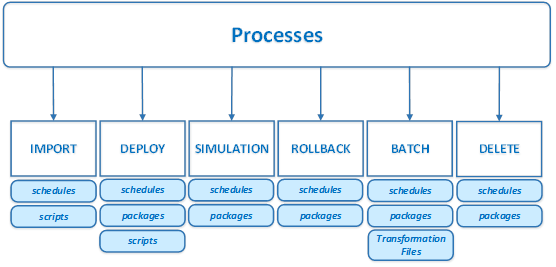 Processes
IMPORT
DEPLOY
SIMULATION
ROLLBACK
BATCH
DELETE
schedules
schedules
schedules
schedules
schedules
schedules
scripts
packages
packages
packages
packages
packages
scripts
Transformation
Files